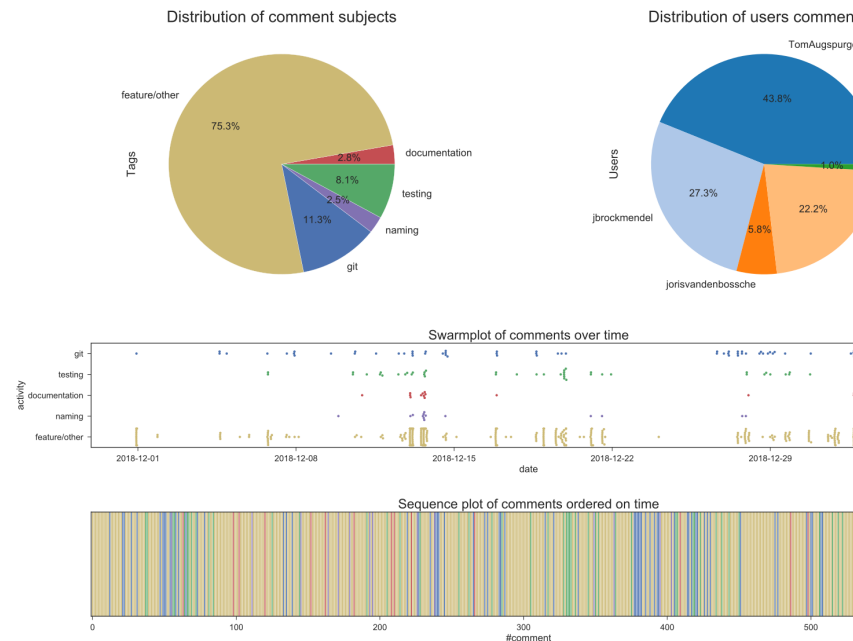 Distribution of comment subjects
feature/other
75.3%
Tags
2.8%
documentation
8.1%
testing
2.5%
naming
11.3%
git
Distribution of users
43.8%
Users
1.0%
27.3%
22.2%
jbrockmendel
5.8%
jorisvandenbossche
Swarmplot of comments over time
git
testing
activity
documentation
naming
feature/other
2018-12-01
2018-12-08
2018-12-15
2018-12-22
2018-12-29
date
Sequence plot of comments ordered on time
0
100
200
300
400
500
#comment